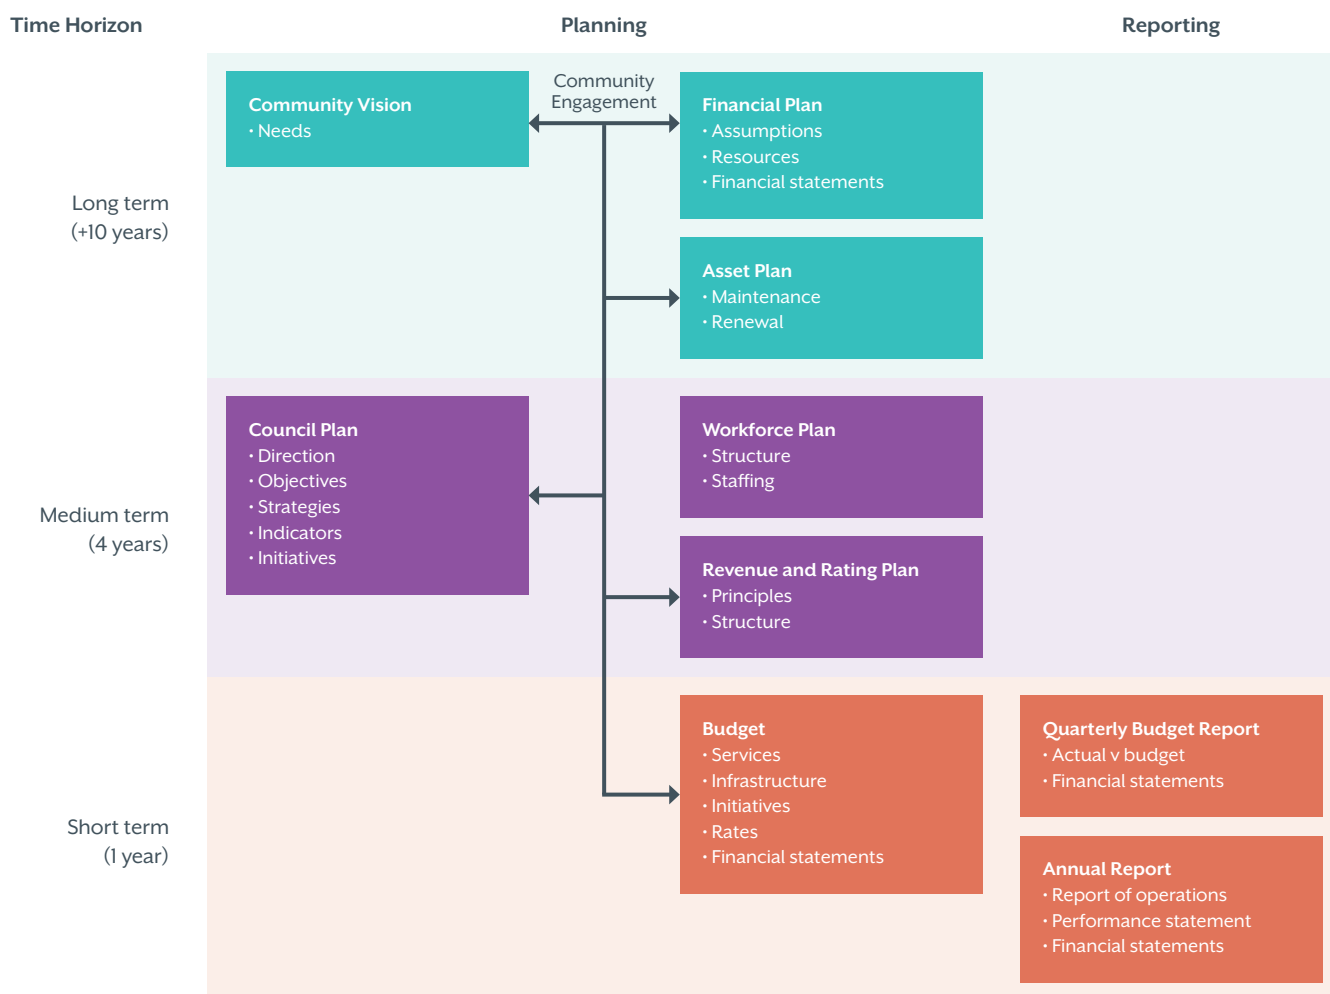 Time Horizon
Planning
Reporting
Long term
(+10 years)
Community Vision
· Needs
Community
Engagement
Financial Plan
· Assumptions
· Resources
· Financial statements
Asset Plan
· Maintenance
· Renewal
Medium term
(4 years)
Council Plan
· Direction
· Objectives
· Strategies
· Indicators
· Initiatives
Workforce Plan
· Structure
· Staffing
Revenue and Rating Plan
· Principles
· Structure
Short term
(1 year)
Budget
· Services
· Infrastructure
· Initiatives
· Rates
· Financial statements
Quarterly Budget Report
· Actual v budget
· Financial statements
Annual Report
· Report of operations
· Performance statement
· Financial statements